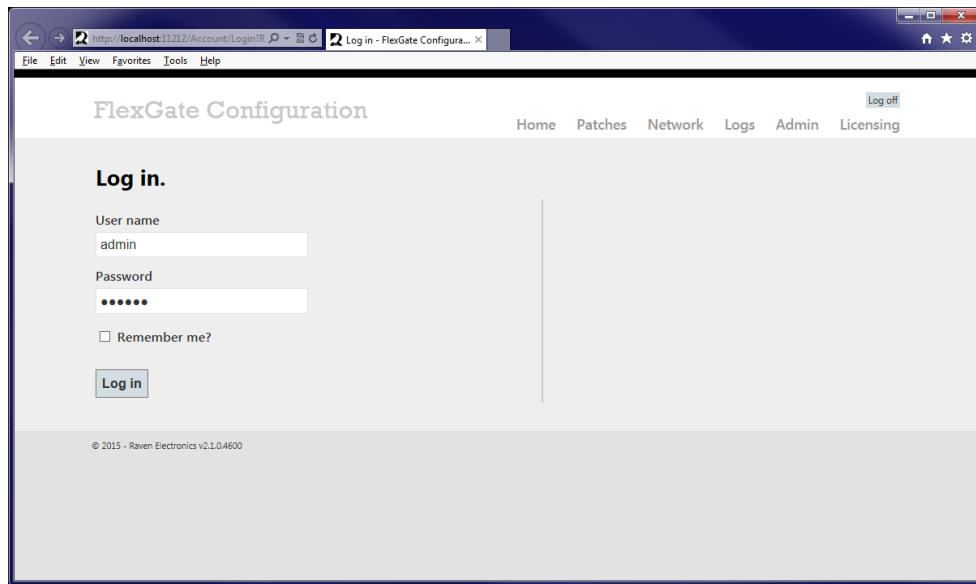 http://localhost:11212/Account/Login?R
Log in - FlexGate Configura...
File Edit View Favorites Tools Help
FlexGate Configuration
Log off
Home Patches Network Logs Admin Licensing
Log in.
User name
admin
Password
••••••
Remember me?
Log in
© 2015 - Raven Electronics v2.1.0.4600